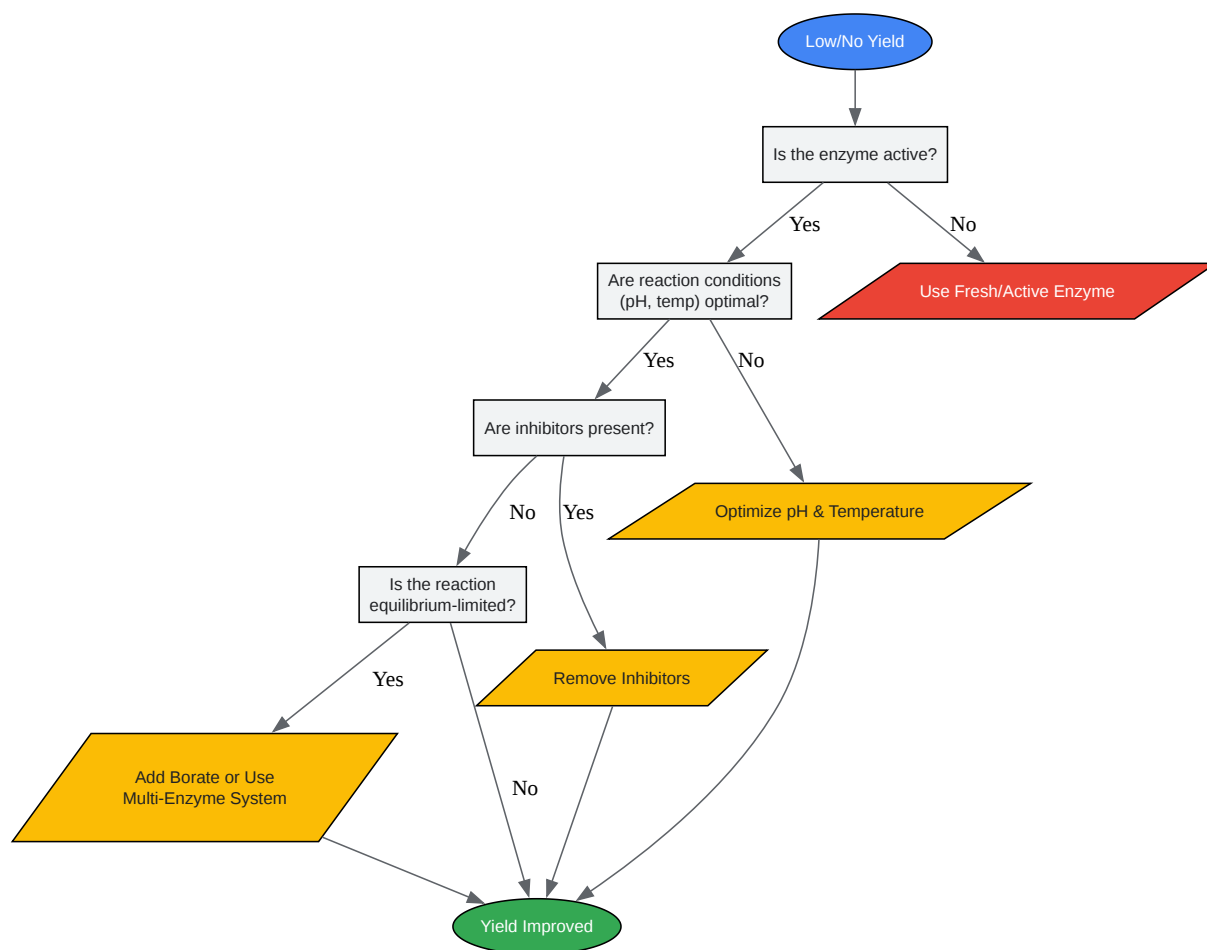 Low/No Yield
Is the enzyme active?
Yes
No
Are reaction conditions
(pH, temp) optimal?
Use Fresh/Active Enzyme
Yes
No
Are inhibitors present?
No
Yes
Optimize pH & Temperature
Is the reaction
equilibrium-limited?
Yes
Remove Inhibitors
Add Borate or Use
Multi-Enzyme System
No
Yield Improved